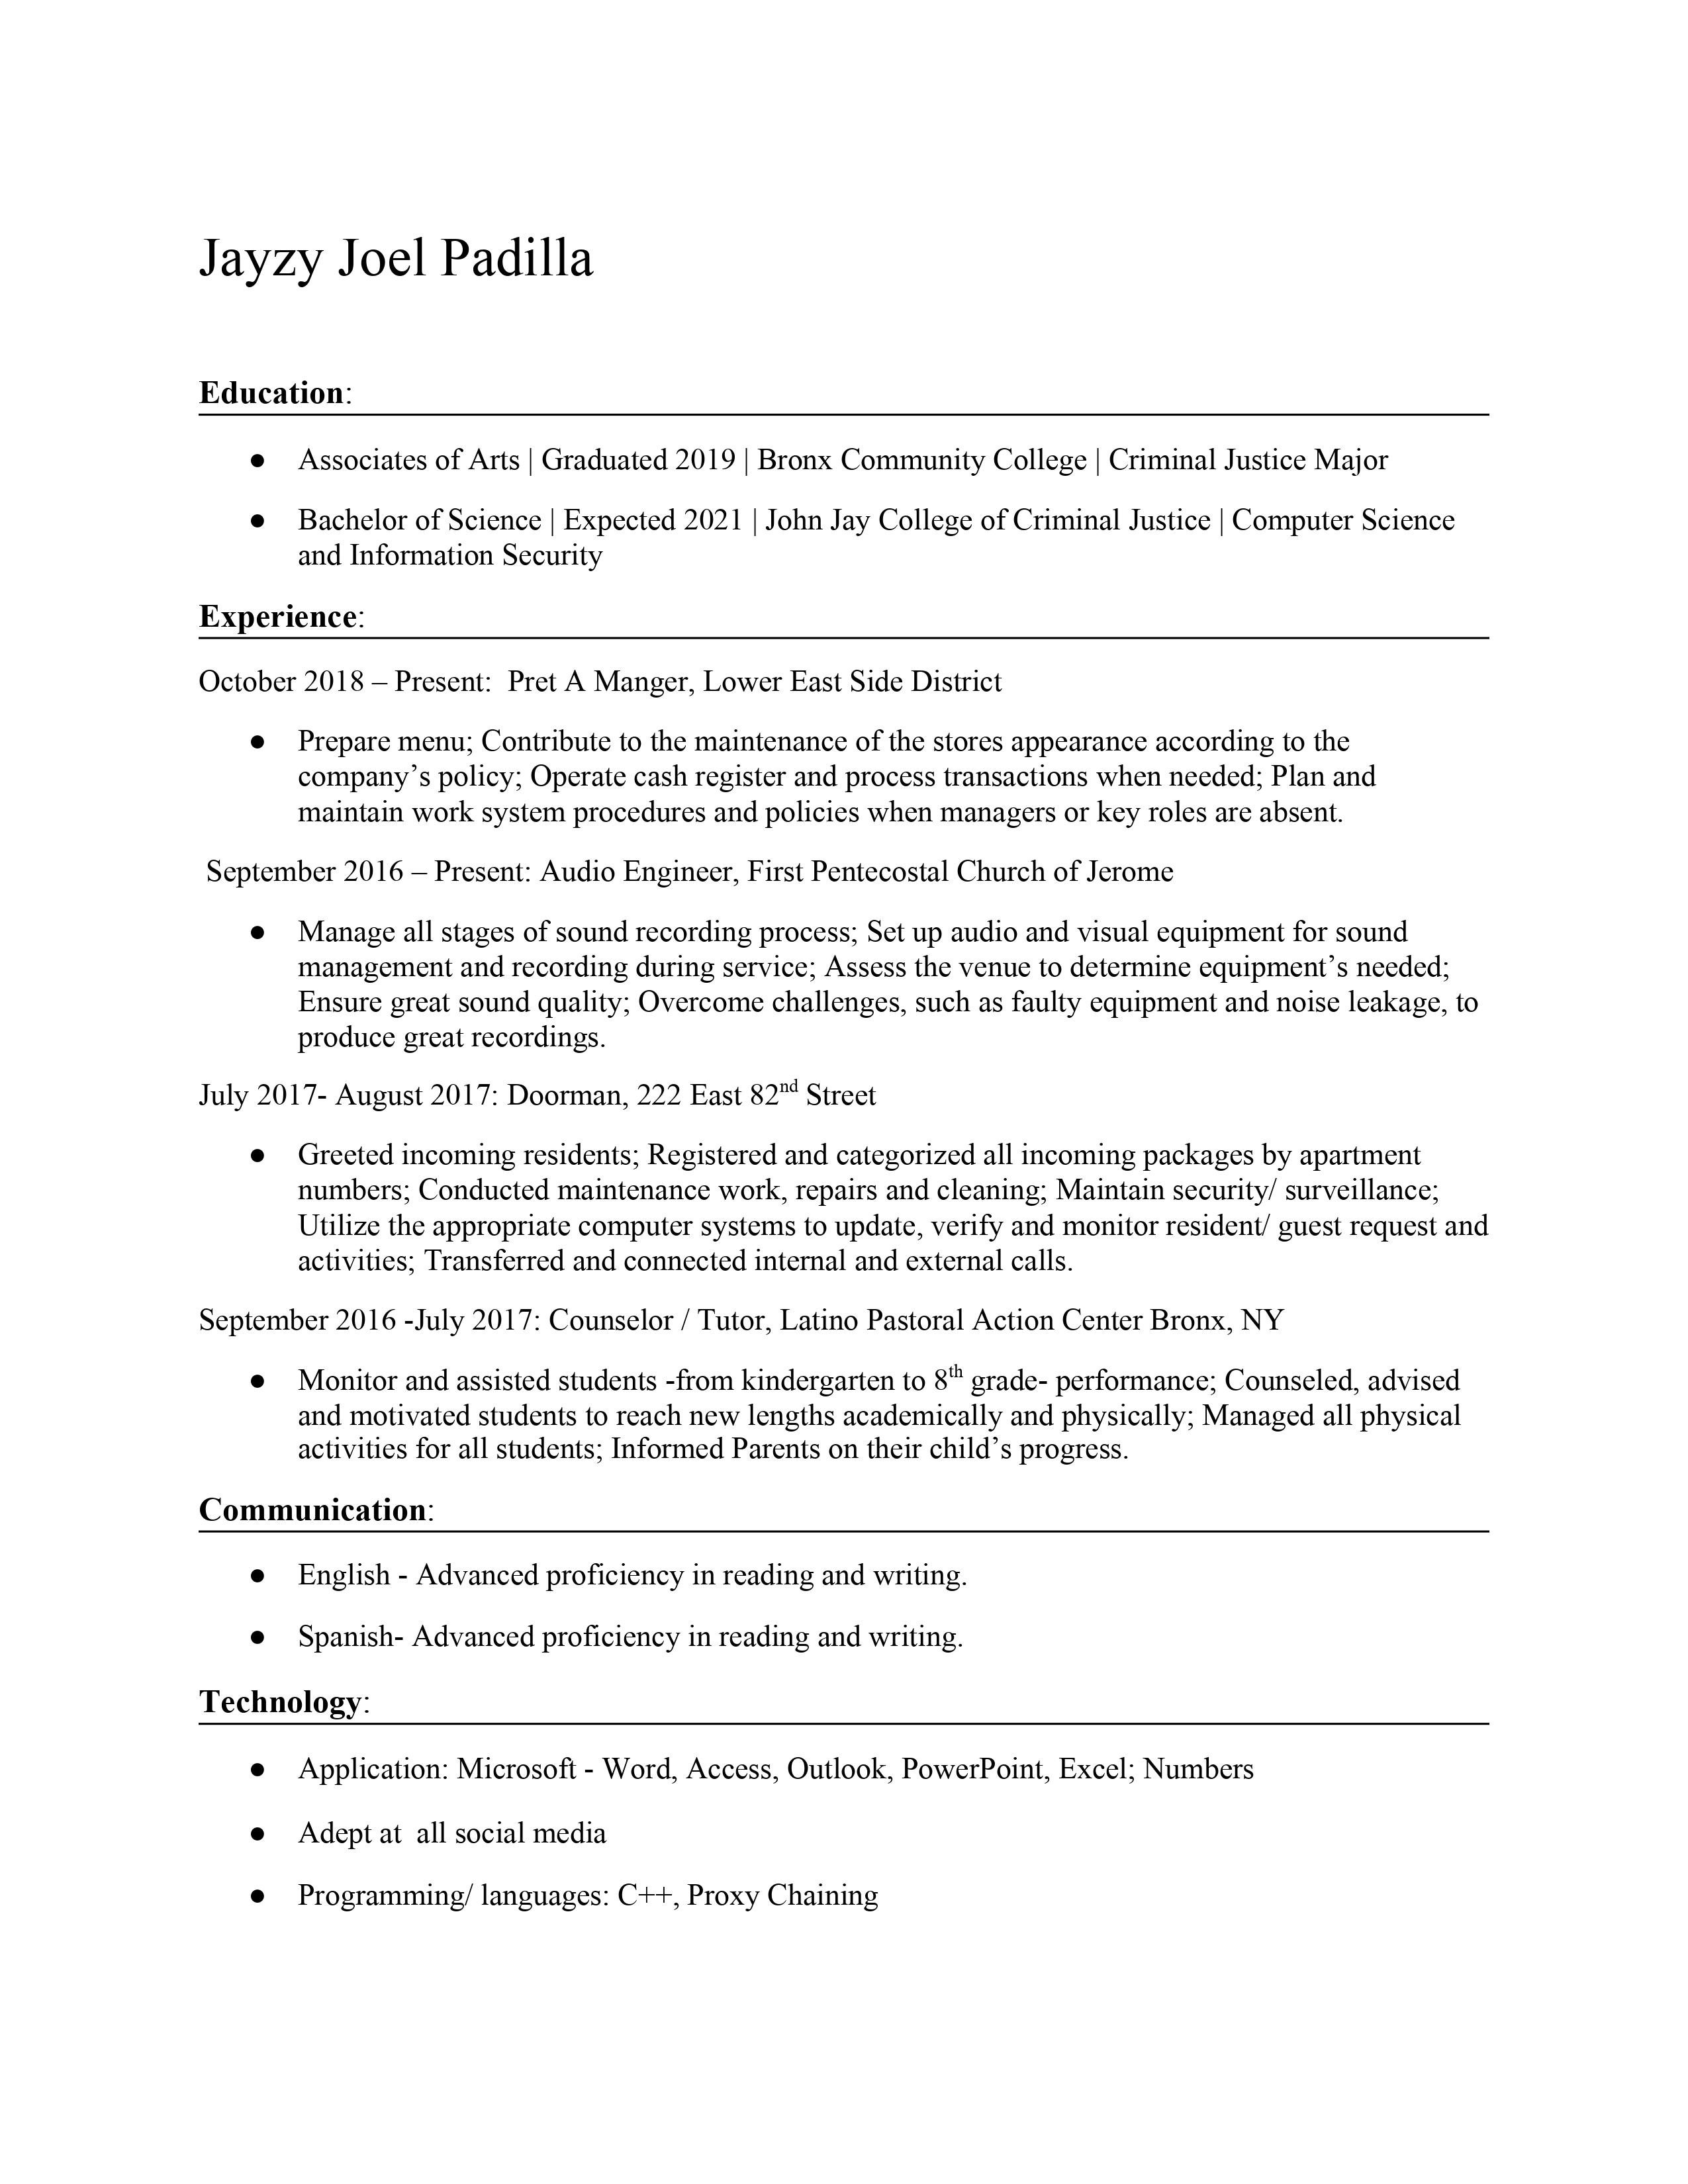 Jayzy Joel Padilla
Education:
● Associates of Arts | Graduated 2019 | Bronx Community College | Criminal Justice Major
● Bachelor of Science | Expected 2021 | John Jay College of Criminal Justice | Computer Science
and Information Security
Experience:
October 2018 – Present:  Pret A Manger, Lower East Side District
● Prepare menu; Contribute to the maintenance of the stores appearance according to the
company’s policy; Operate cash register and process transactions when needed; Plan and
maintain work system procedures and policies when managers or key roles are absent.
September 2016 – Present: Audio Engineer, First Pentecostal Church of Jerome
● Manage all stages of sound recording process; Set up audio and visual equipment for sound
management and recording during service; Assess the venue to determine equipment’s needed;
Ensure great sound quality; Overcome challenges, such as faulty equipment and noise leakage, to
produce great recordings.
July 2017- August 2017: Doorman, 222 East 82nd Street
● Greeted incoming residents; Registered and categorized all incoming packages by apartment
numbers; Conducted maintenance work, repairs and cleaning; Maintain security/ surveillance;
Utilize the appropriate computer systems to update, verify and monitor resident/ guest request and
activities; Transferred and connected internal and external calls.
September 2016 -July 2017: Counselor / Tutor, Latino Pastoral Action Center Bronx, NY
● Monitor and assisted students -from kindergarten to 8th grade- performance; Counseled, advised
and motivated students to reach new lengths academically and physically; Managed all physical
activities for all students; Informed Parents on their child’s progress.
Communication:
● English - Advanced proficiency in reading and writing.
● Spanish- Advanced proficiency in reading and writing.
Technology:
● Application: Microsoft - Word, Access, Outlook, PowerPoint, Excel; Numbers
● Adept at  all social media
● Programming/ languages: C++, Proxy Chaining